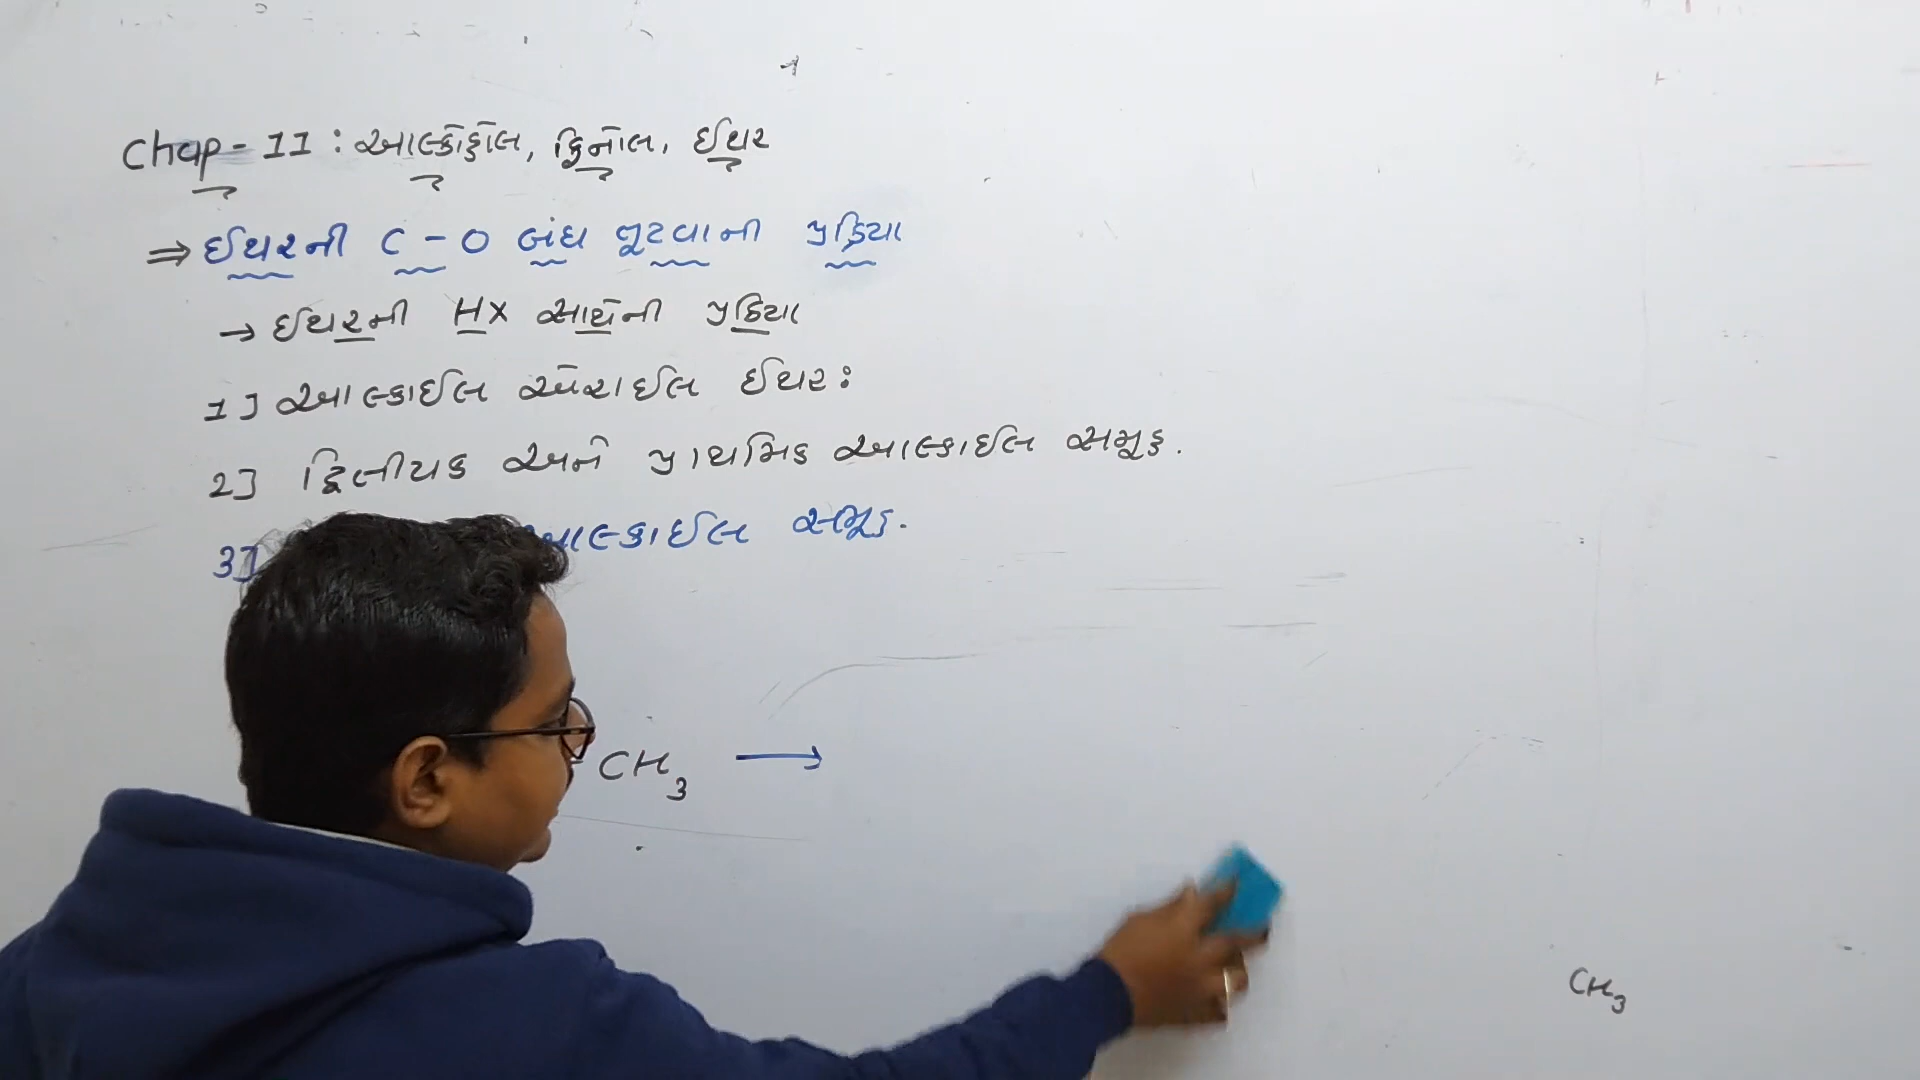 Chap-11 : આલ્કોહોલ, ફિનોલ, ઈથર
⇒ ઈથરની C-O બંધ તૂટવાની પ્રક્રિયા
→ ઈથરની HX સાથેની પ્રક્રિયા
1] આલ્કાઈલ એરાઈલ ઈથર :
2] દ્વિતીયક અને પ્રાથમિક આલ્કાઈલ સમૂહ.
3] આલ્કાઈલ સમૂહ.
CH3 →
CH3